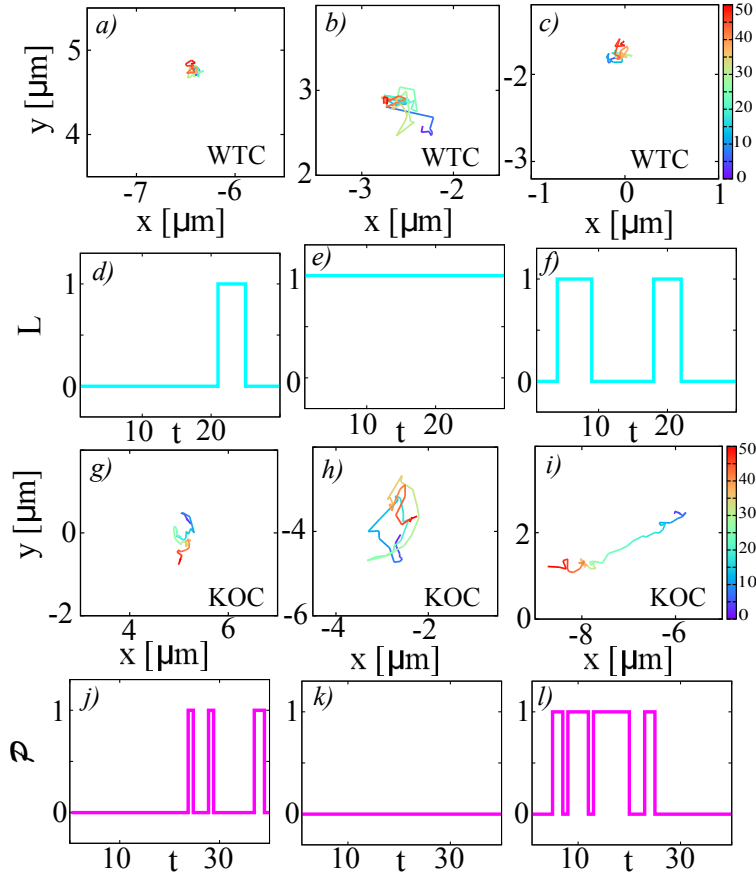 a)
b)
c)
y [μm]
5
4
3
2
-2
-3
50
40
30
20
10
0
WTC
WTC
WTC
-7
-6
-3
-2
-1
0
1
x [μm]
x [μm]
x [μm]
d)
e)
f)
L
1
0
1
0
1
0
10
t
20
10
t
20
10
t
20
g)
h)
i)
y [μm]
0
-2
-4
-6
2
0
50
40
30
20
10
0
KOC
KOC
KOC
4
6
-4
-2
-8
-6
x [μm]
x [μm]
x [μm]
j)
k)
l)
𝒫
1
0
1
0
1
0
10
t
30
10
t
30
10
t
30